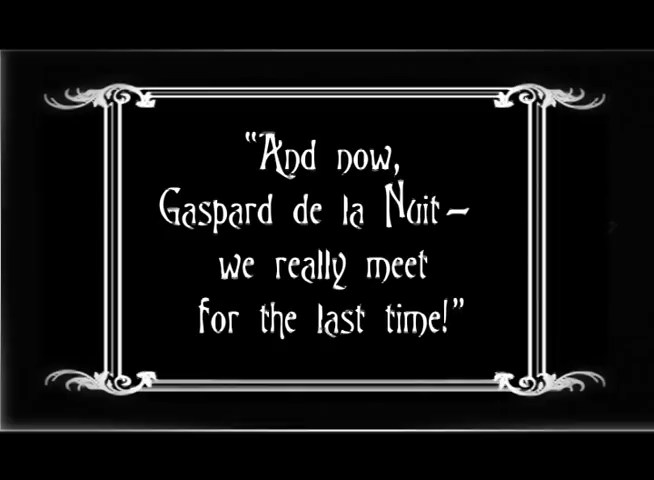 “And now,
Gaspard de la Nuit–
we really meet
for the last time!”